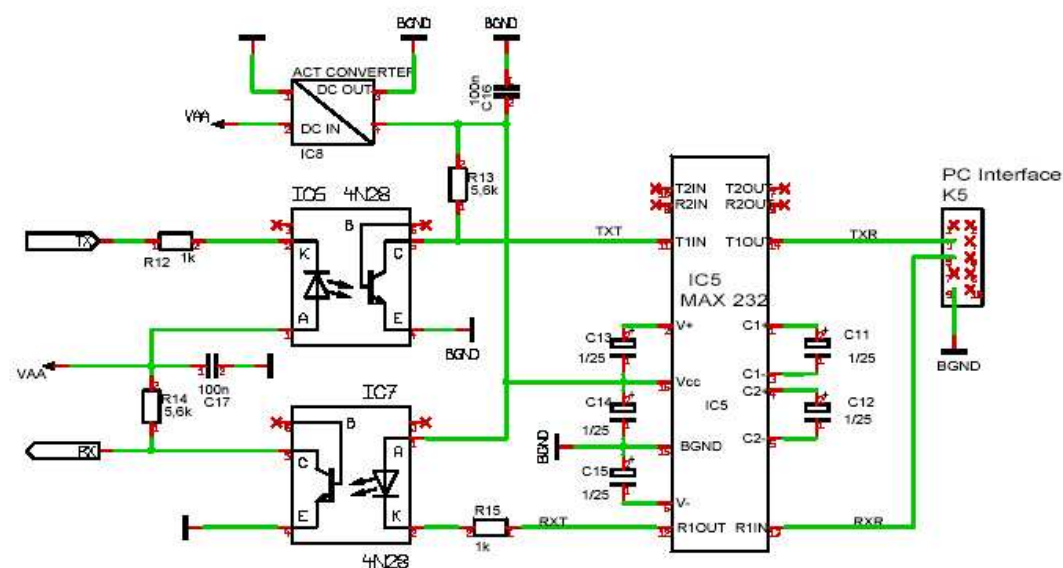 BGND
BGND
ACT CONVERTER
DC OUT
100n
C16
VAA
DC IN
IC8
R13
5,6k
PC Interface
K5
IC6 4N28
T2IN T2OUT
R2IN R2OUT
B
TX
K
C
TXT
T1IN T1OUT
TXR
R12
1k
IC5
MAX 232
A
E
V+
C1+
C13
1/25
C11
1/25
BGND
C1-
BGND
VAA
100n
C17
Vcc
C2+
R14
5,6k
IC7
C14
1/25
IC5
C12
1/25
B
A
BGND
BGND
C2-
RX
C
C15
1/25
E
K
V-
R15
1k
RXT
R1OUT R1IN
RXR
4N28